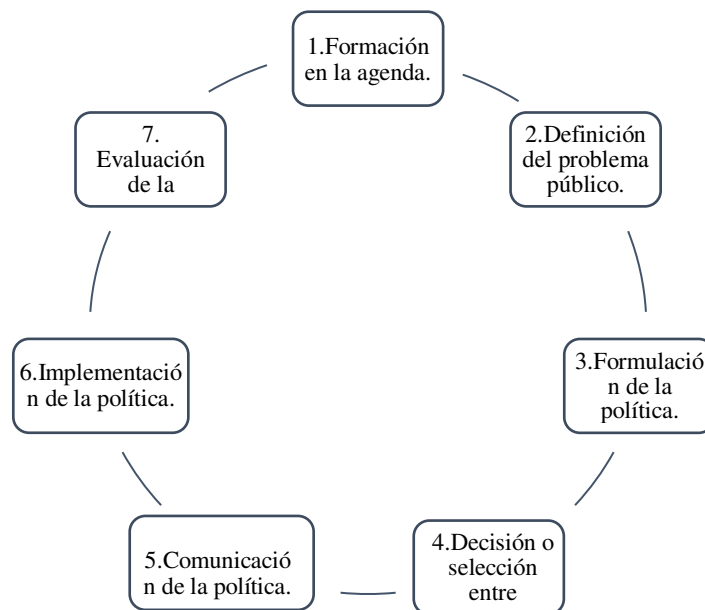 1.Formación
en la agenda.
2.Definición
del problema
público.
3.Formulació
n de la
política.
4.Decisión o
selección
entre
5.Comunicació
n de la política.
6.Implementació
n de la política.
7.
Evaluación
de la